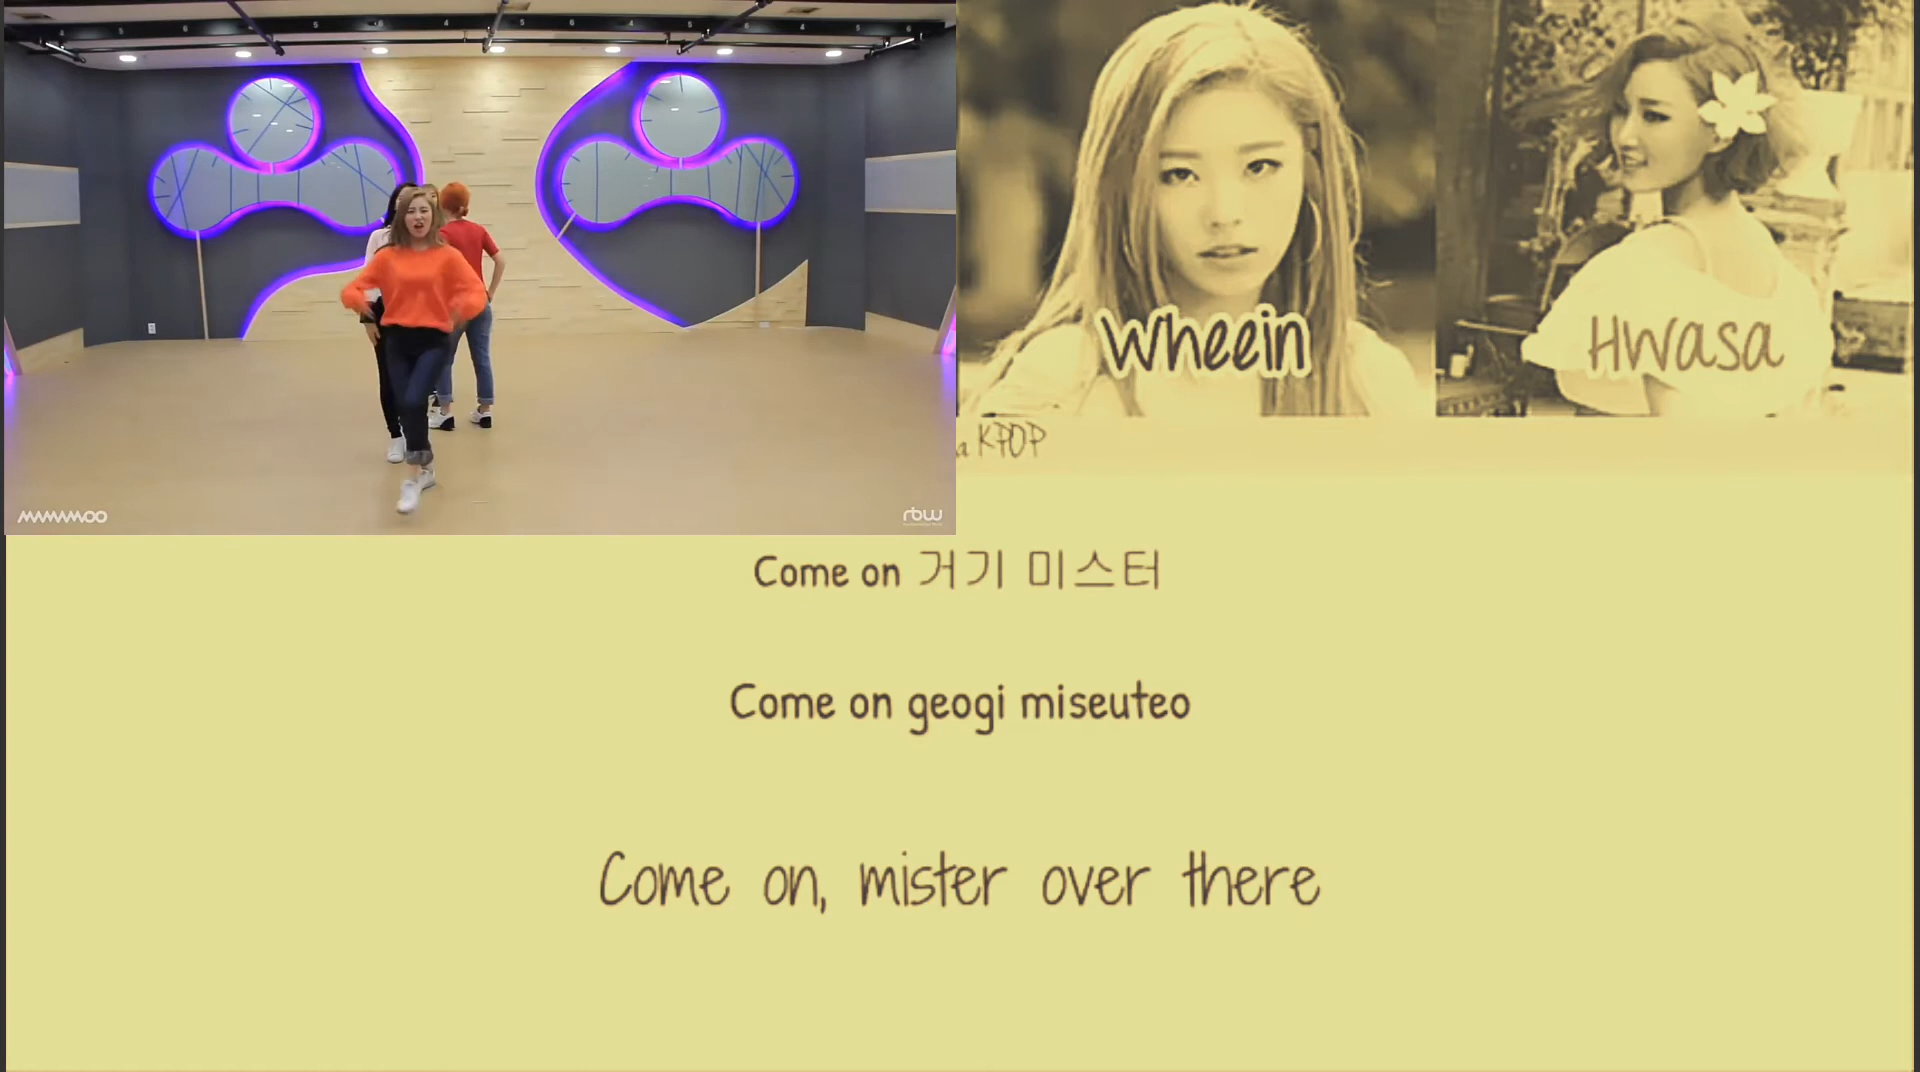 MAMAMOO
rbw
Wheein
Hwasa
a KPOP
Come on 거기 미스터
Come on geogi miseuteo
Come on, mister over there